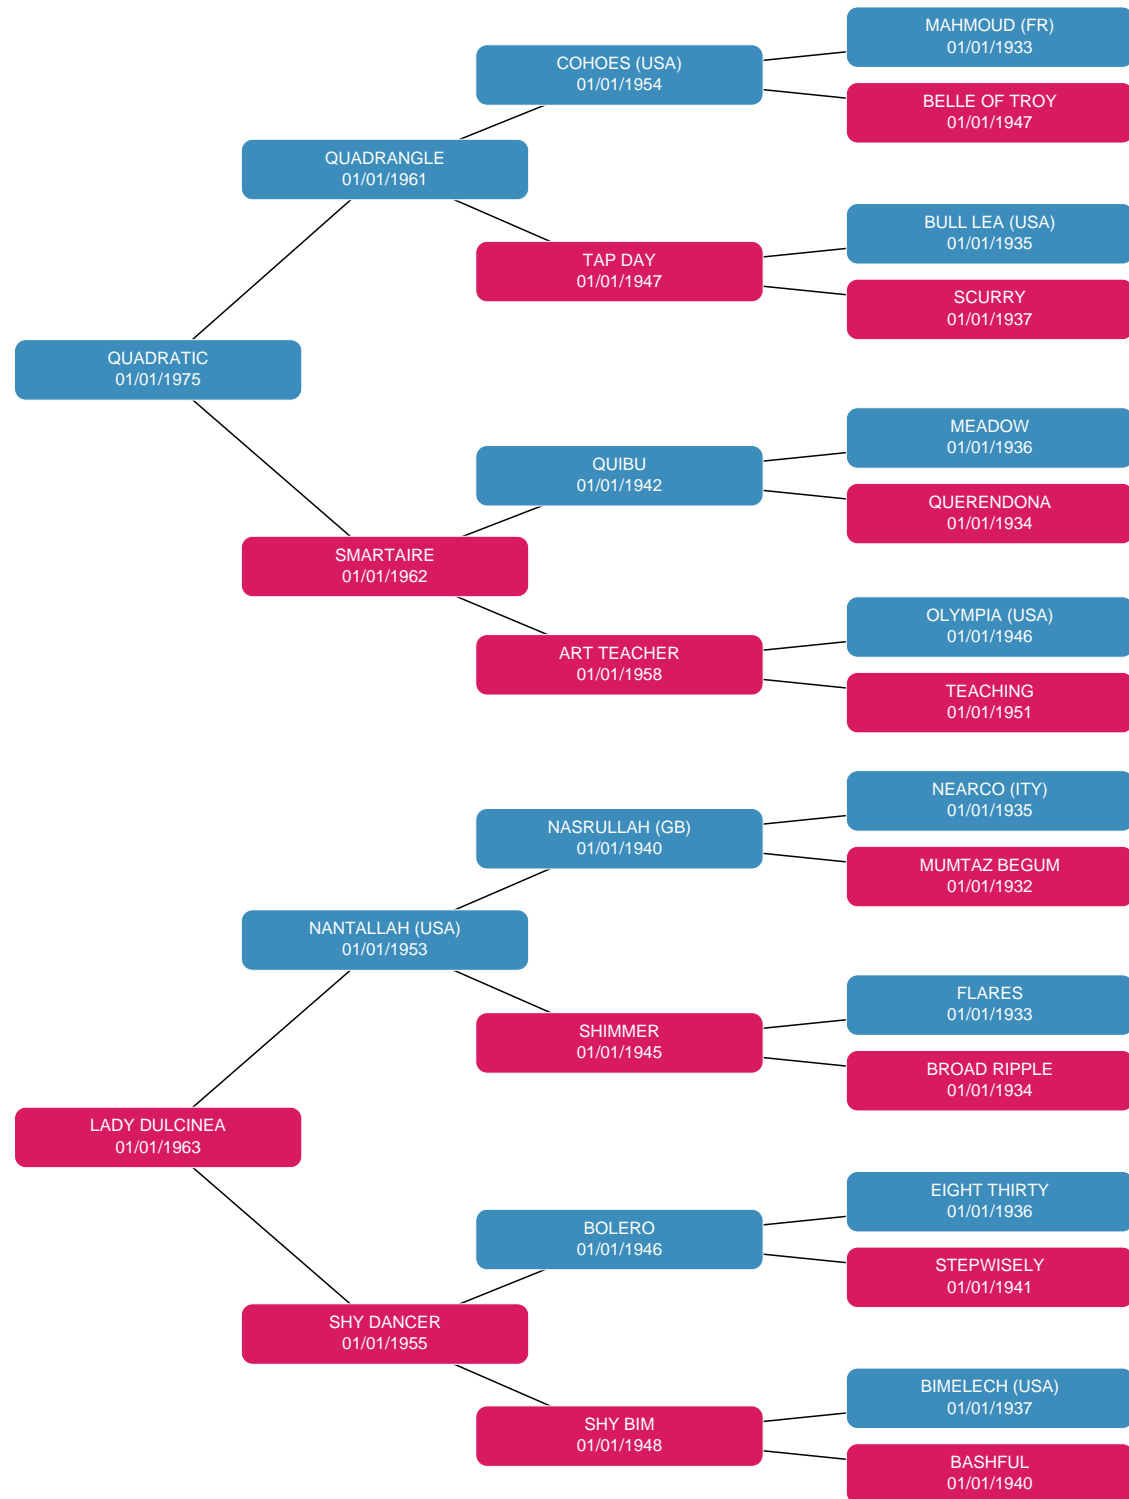 MAHMOUD (FR)
01/01/1933
COHOES (USA)
01/01/1954
BELLE OF TROY
01/01/1947
QUADRANGLE
01/01/1961
BULL LEA (USA)
01/01/1935
TAP DAY
01/01/1947
SCURRY
01/01/1937
QUADRATIC
01/01/1975
MEADOW
01/01/1936
QUIBU
01/01/1942
QUERENDONA
01/01/1934
SMARTAIRE
01/01/1962
OLYMPIA (USA)
01/01/1946
ART TEACHER
01/01/1958
TEACHING
01/01/1951
NEARCO (ITY)
01/01/1935
NASRULLAH (GB)
01/01/1940
MUMTAZ BEGUM
01/01/1932
NANTALLAH (USA)
01/01/1953
FLARES
01/01/1933
SHIMMER
01/01/1945
BROAD RIPPLE
01/01/1934
LADY DULCINEA
01/01/1963
EIGHT THIRTY
01/01/1936
BOLERO
01/01/1946
STEPWISELY
01/01/1941
SHY DANCER
01/01/1955
BIMELECH (USA)
01/01/1937
SHY BIM
01/01/1948
BASHFUL
01/01/1940